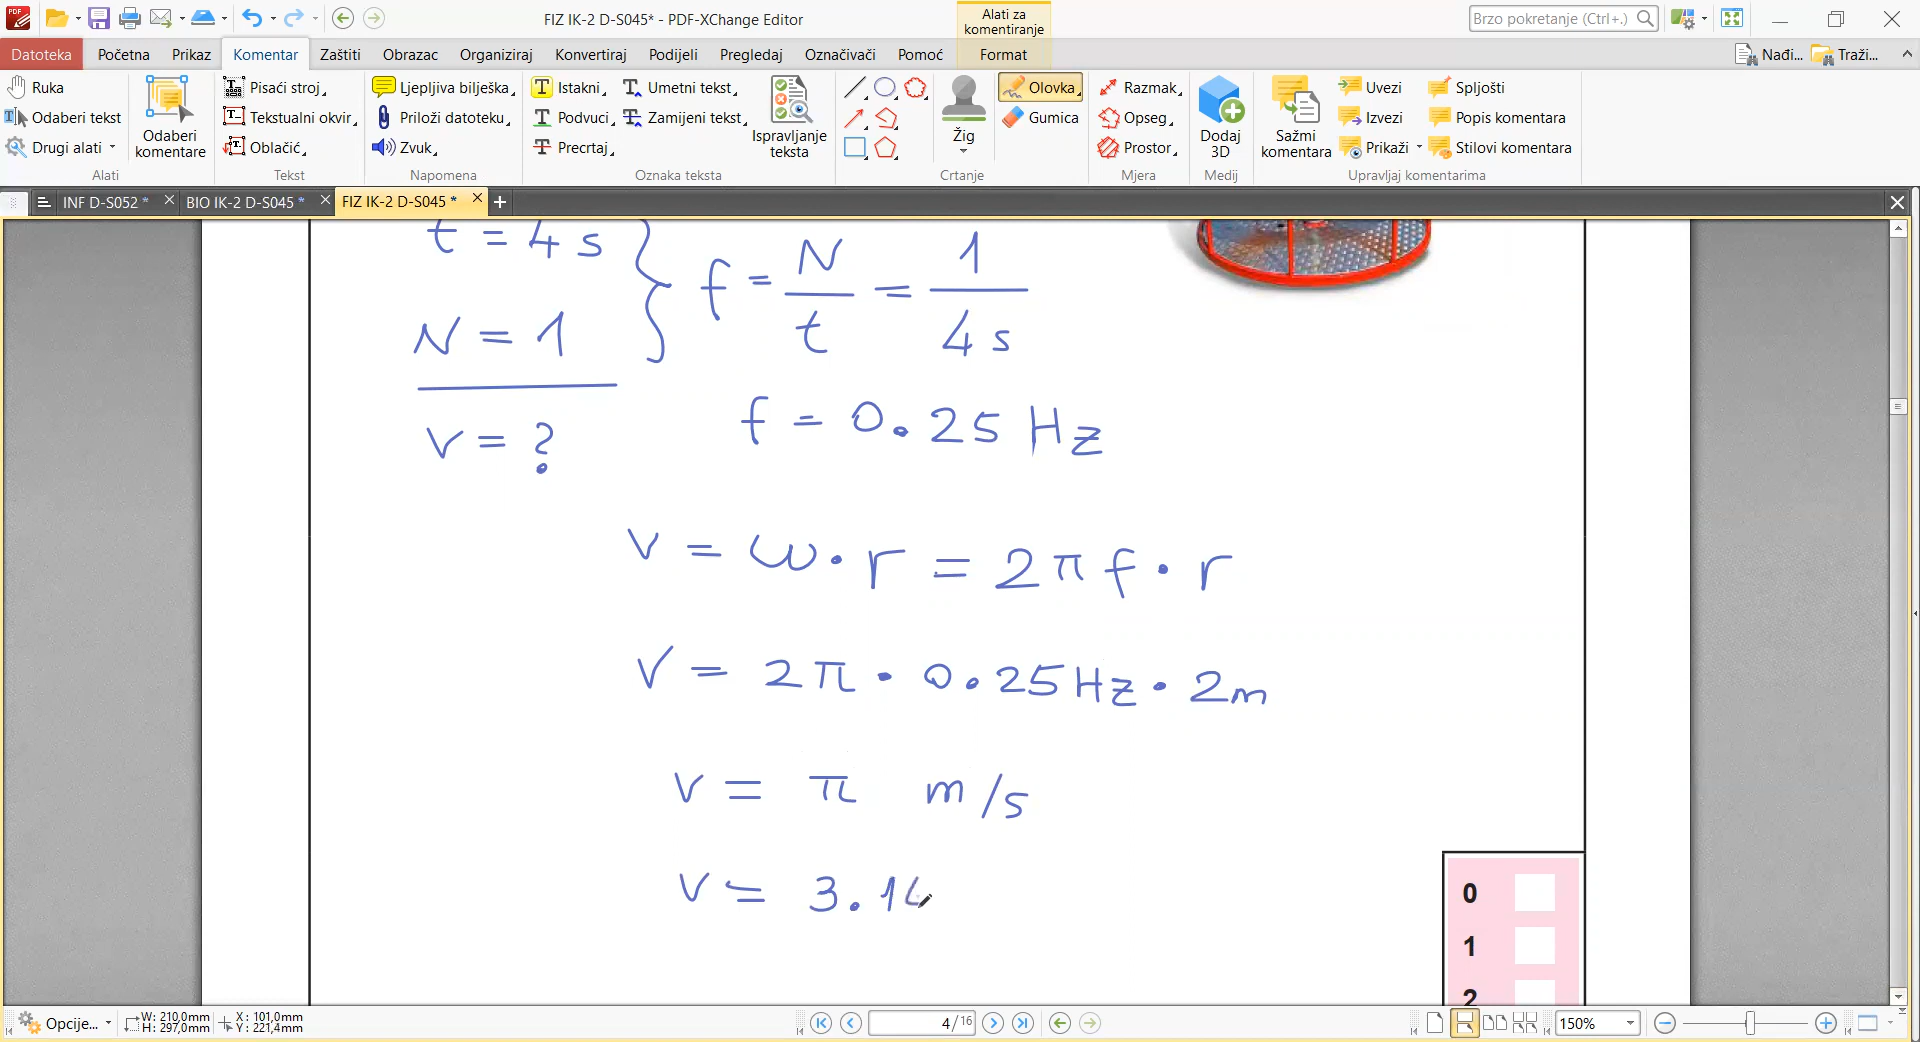 FIZ IK-2 D-S045* - PDF-XChange Editor
Alati za komentiranje
Brzo pokretanje (Ctrl+.)
Datoteka Početna Prikaz Komentar Zaštiti Obrazac Organiziraj Konvertiraj Podijeli Pregledaj Označivači Pomoć Format Nađi... Traži...
Ruka
Odaberi tekst
Drugi alati
Alati
Odaberi komentare
Pisaći stroj
Tekstualni okvir
Oblačić
Tekst
Ljepljiva bilješka
Priloži datoteku
Zvuk
Napomena
Istakni
Podvuci
Precrtaj
Umetni tekst
Zamijeni tekst
Ispravljanje teksta
Oznaka teksta
Crtanje
Žig
Olovka
Gumica
Razmak
Opseg
Prostor
Mjera
Dodaj 3D
Medij
Sažmi komentara
Uvezi
Izvezi
Prikaži
Spljošti
Popis komentara
Stilovi komentara
Upravljaj komentarima
INF D-S052 * BIO IK-2 D-S045 * FIZ IK-2 D-S045 *
t = 4 s
N = 1
f = N/t = 1/4 s
v = ?
f = 0.25 Hz
v = ω · r = 2π f · r
v = 2π · 0.25 Hz · 2m
v = π m/s
v = 3.14
0
1
2
Opcije...
W: 210,0mm
H: 297,0mm
X: 101,0mm
Y: 221,4mm
4 / 16
150%